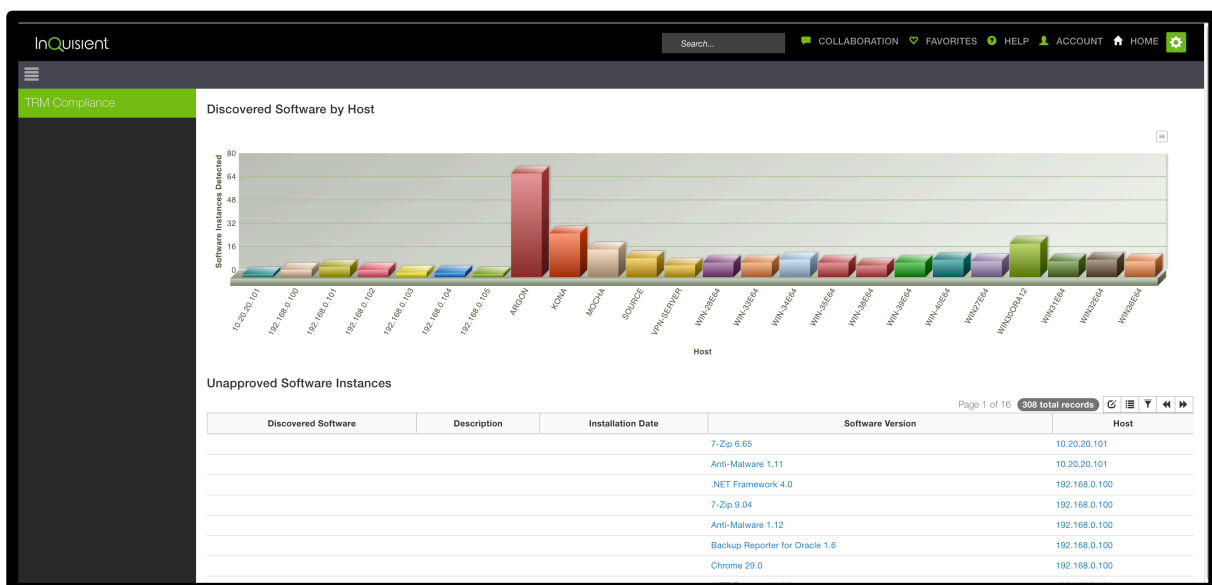 InQuisient
Search...
COLLABORATION
FAVORITES
HELP
ACCOUNT
HOME
TRM Compliance
Discovered Software by Host
Software Instances Detected
80
64
48
32
16
0
10.20.20.101
192.168.0.100
192.168.0.101
192.168.0.102
192.168.0.103
192.168.0.104
192.168.0.105
ARGON
KONA
MOCHA
SOURCE
VPN-SERVER
WIN-28E64
WIN-33E64
WIN-34E64
WIN-35E64
WIN-38E64
WIN-39E64
WIN-40E64
WIN27E64
WIN30ORA12
WIN31E64
WIN32E64
WIN36E64
Host
Unapproved Software Instances
Page 1 of 16 308 total records
Discovered Software Description Installation Date Software Version Host
7-Zip 6.65 10.20.20.101
Anti-Malware 1.11 10.20.20.101
.NET Framework 4.0 192.168.0.100
7-Zip 9.04 192.168.0.100
Anti-Malware 1.12 192.168.0.100
Backup Reporter for Oracle 1.6 192.168.0.100
Chrome 29.0 192.168.0.100